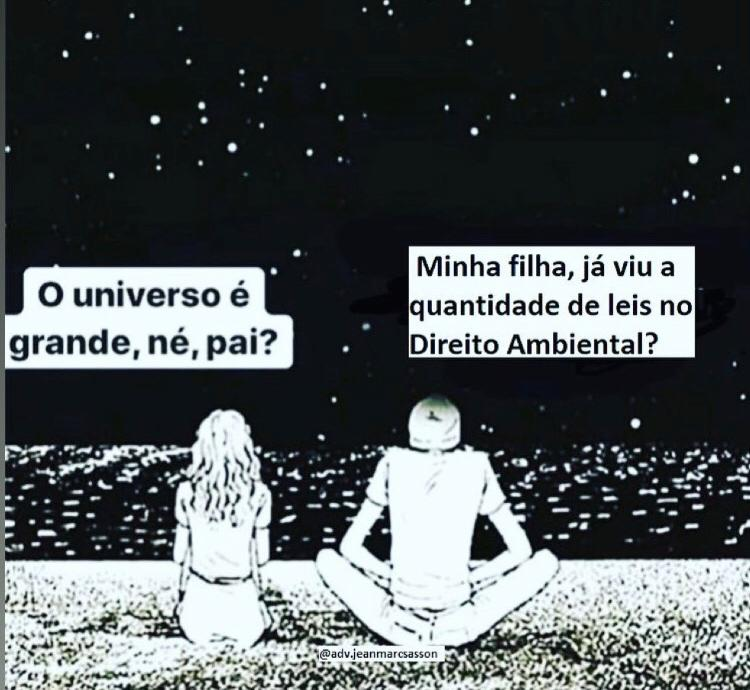 O universo é
grande, né, pai?
Minha filha, já viu a
quantidade de leis no
Direito Ambiental?
@adv.jeanmarcsasson